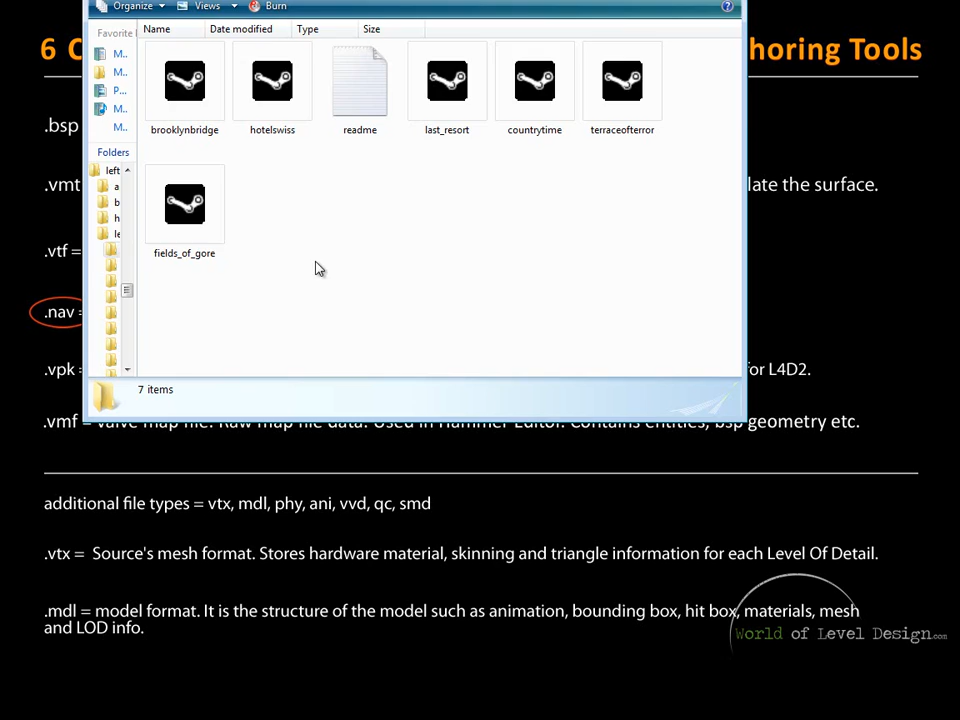 Organize Views Burn
6 horing Tools
Favorite
Name Date modified Type Size
M..
M..
P...
M..
M..
Folders
left
a
b
h
le
brooklynbridge hotelswiss readme last_resort countrytime terraceofterror
fields_of_gore
7 items
.bsp
.vmt late the surface.
.vtf =
.nav =
.vpk = for L4D2.
.vmf = valve map file. Raw map file data. Used in Hammer Editor. Contains entities, bsp geometry etc.
additional file types = vtx, mdl, phy, ani, vvd, qc, smd
.vtx = Source's mesh format. Stores hardware material, skinning and triangle information for each Level Of Detail.
.mdl = model format. It is the structure of the model such as animation, bounding box, hit box, materials, mesh
and LOD info.
World of Level Design.com